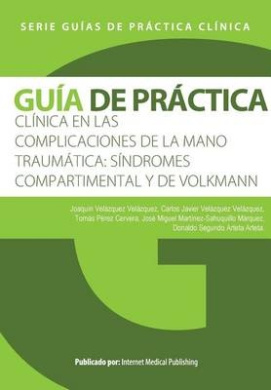 SERIE GUÍAS DE PRÁCTICA CLÍNICA
GUÍA DE PRÁCTICA
CLÍNICA EN LAS
COMPLICACIONES DE LA MANO
TRAUMÁTICA: SÍNDROMES
COMPARTIMENTAL Y DE VOLKMANN
Joaquín Velázquez Velázquez, Carlos Javier Velázquez Velázquez,
Tomás Pérez Cervera, José Miguel Martínez-Sahuquillo Márquez,
Donaldo Segundo Arteta Arteta
Publicado por: Internet Medical Publishing